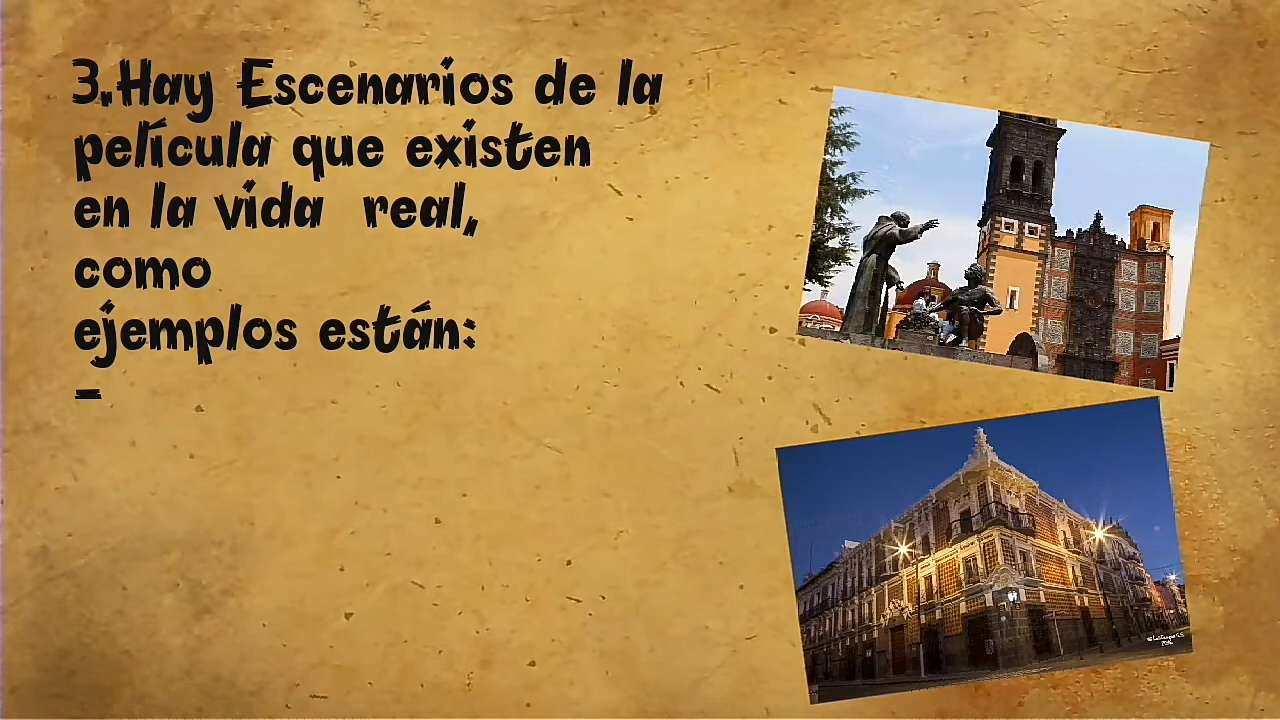 3.Hay Escenarios de la
película que existen
en la vida real,
como
ejemplos están:
-